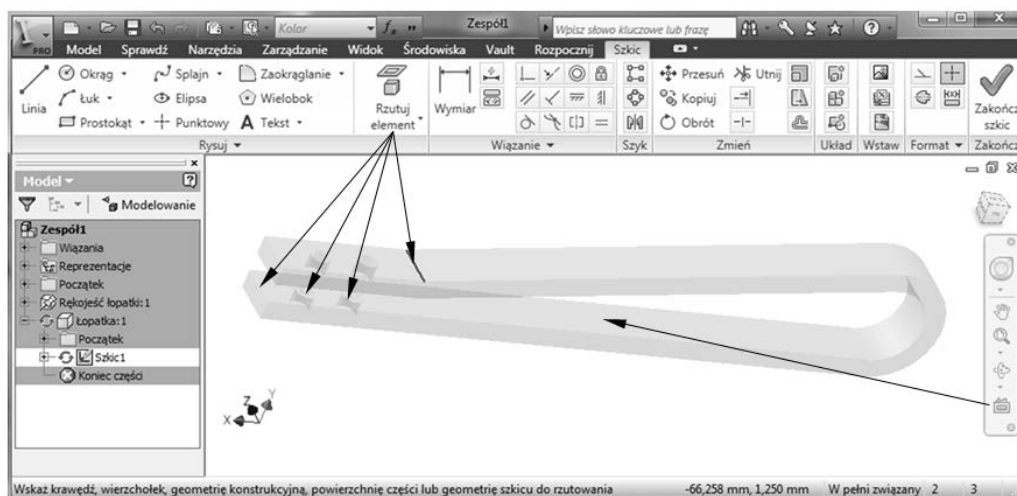 PRO
Kolor
Zespół1
Wpisz słowo kluczowe lub frazę
Model Sprawdź Narzędzia Zarządzanie Widok Środowiska Vault Rozpocznij Szkic
Linia
Okrąg Splajn Zaokrąglanie
Łuk Elipsa Wielobok
Prostokąt Punktowy A Tekst
Rzutuj
element
Wymiar
Przesuń Utnij
Kopiuj
Obrót
Zakończ
szkic
Rysuj Wiązanie Szyk Zmień Układ Wstaw Format Zakończ
Model
Modelowanie
Zespół1
Wiązania
Reprezentacje
Początek
Rękojeść łopatki:1
Łopatka:1
Początek
Szkic1
Koniec części
Z Y
X
Wskaż krawędź, wierzchołek, geometrię konstrukcyjną, powierzchnię części lub geometrię szkicu do rzutowania -66,258 mm, 1,250 mm W pełni związany 2 3